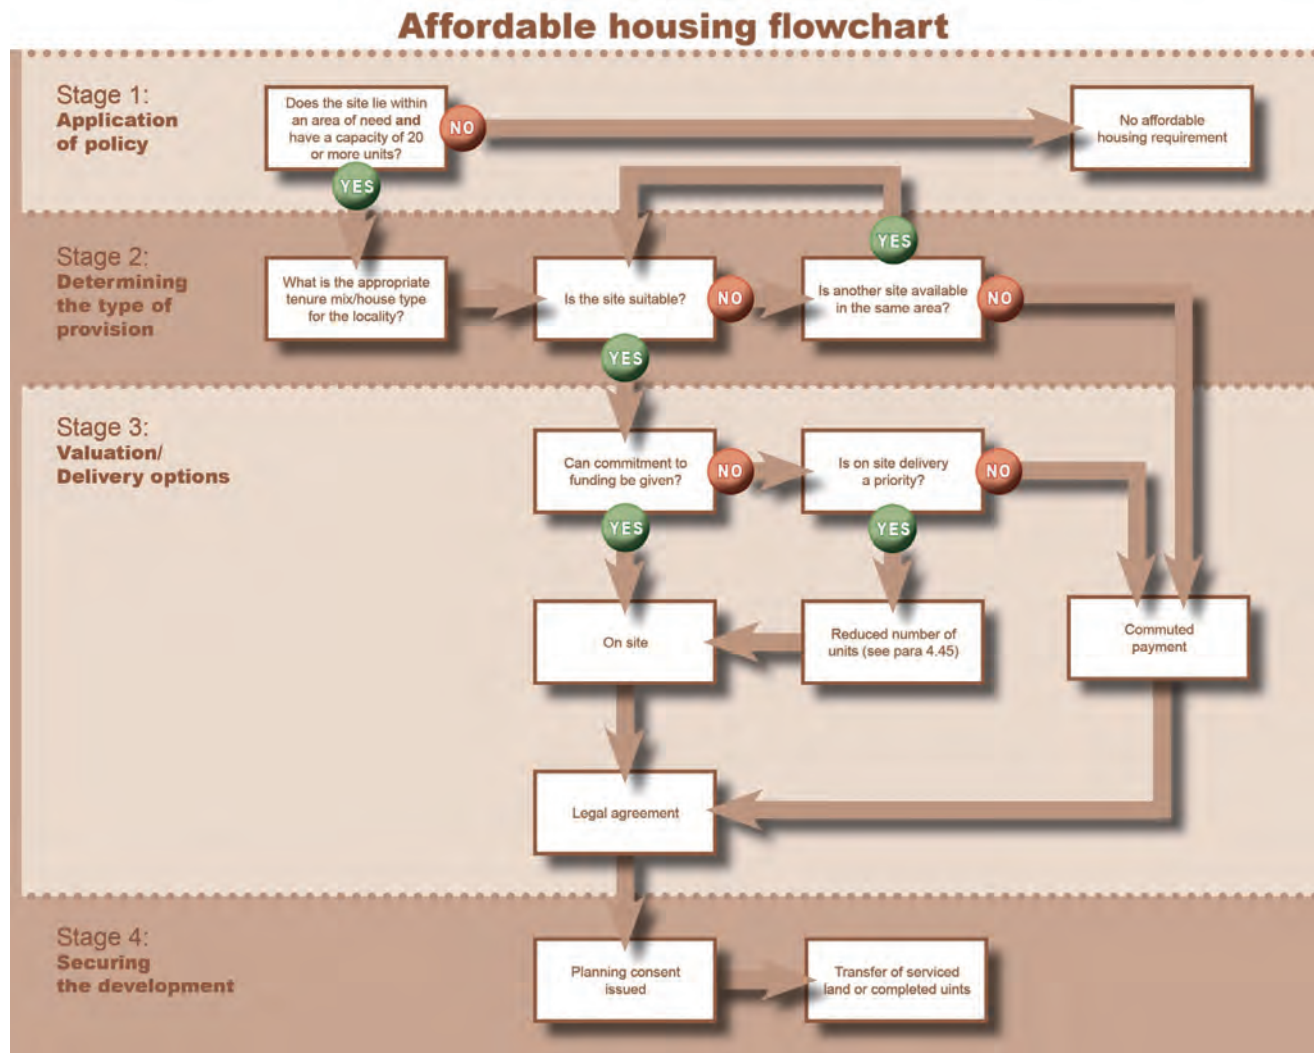 Affordable housing flowchart
Stage 1:
Application
of policy
Does the site lie within
an area of need and
have a capacity of 20
or more units?
NO
No affordable
housing requirement
YES
Stage 2:
Determining
the type of
provision
What is the appropriate
tenure mix/house type
for the locality?
Is the site suitable?
NO
YES
Is another site available
in the same area?
NO
YES
Stage 3:
Valuation/
Delivery options
Can commitment to
funding be given?
NO
Is on site delivery
a priority?
NO
YES
YES
On site
Reduced number of
units (see para 4.45)
Commuted
payment
Legal agreement
Stage 4:
Securing
the development
Planning consent
issued
Transfer of serviced
land or completed uints